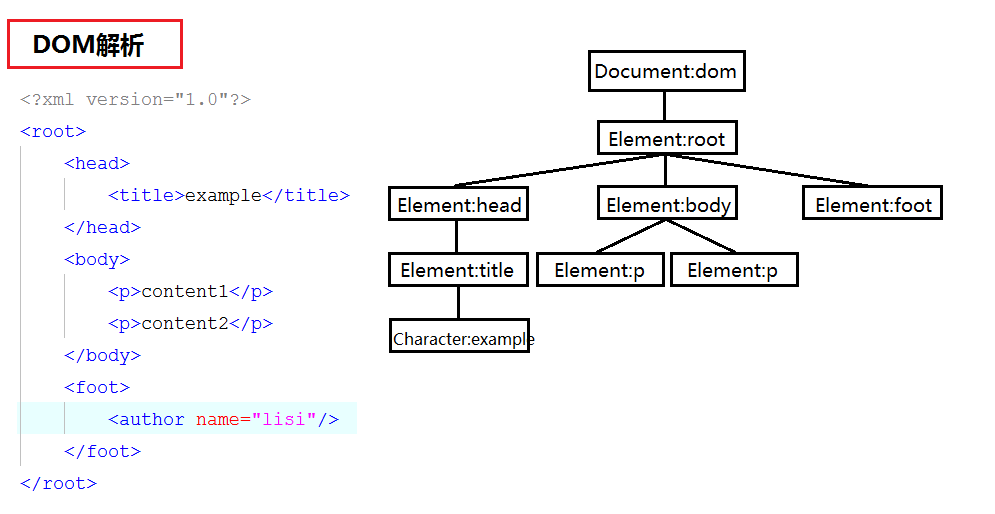 DOM解析
<?xml version="1.0"?>
<root>
<head>
<title>example</title>
</head>
<body>
<p>content1</p>
<p>content2</p>
</body>
<foot>
<author name="lisi"/>
</foot>
</root>
Document:dom
Element:root
Element:head
Element:body
Element:foot
Element:title
Element:p
Element:p
Character:example